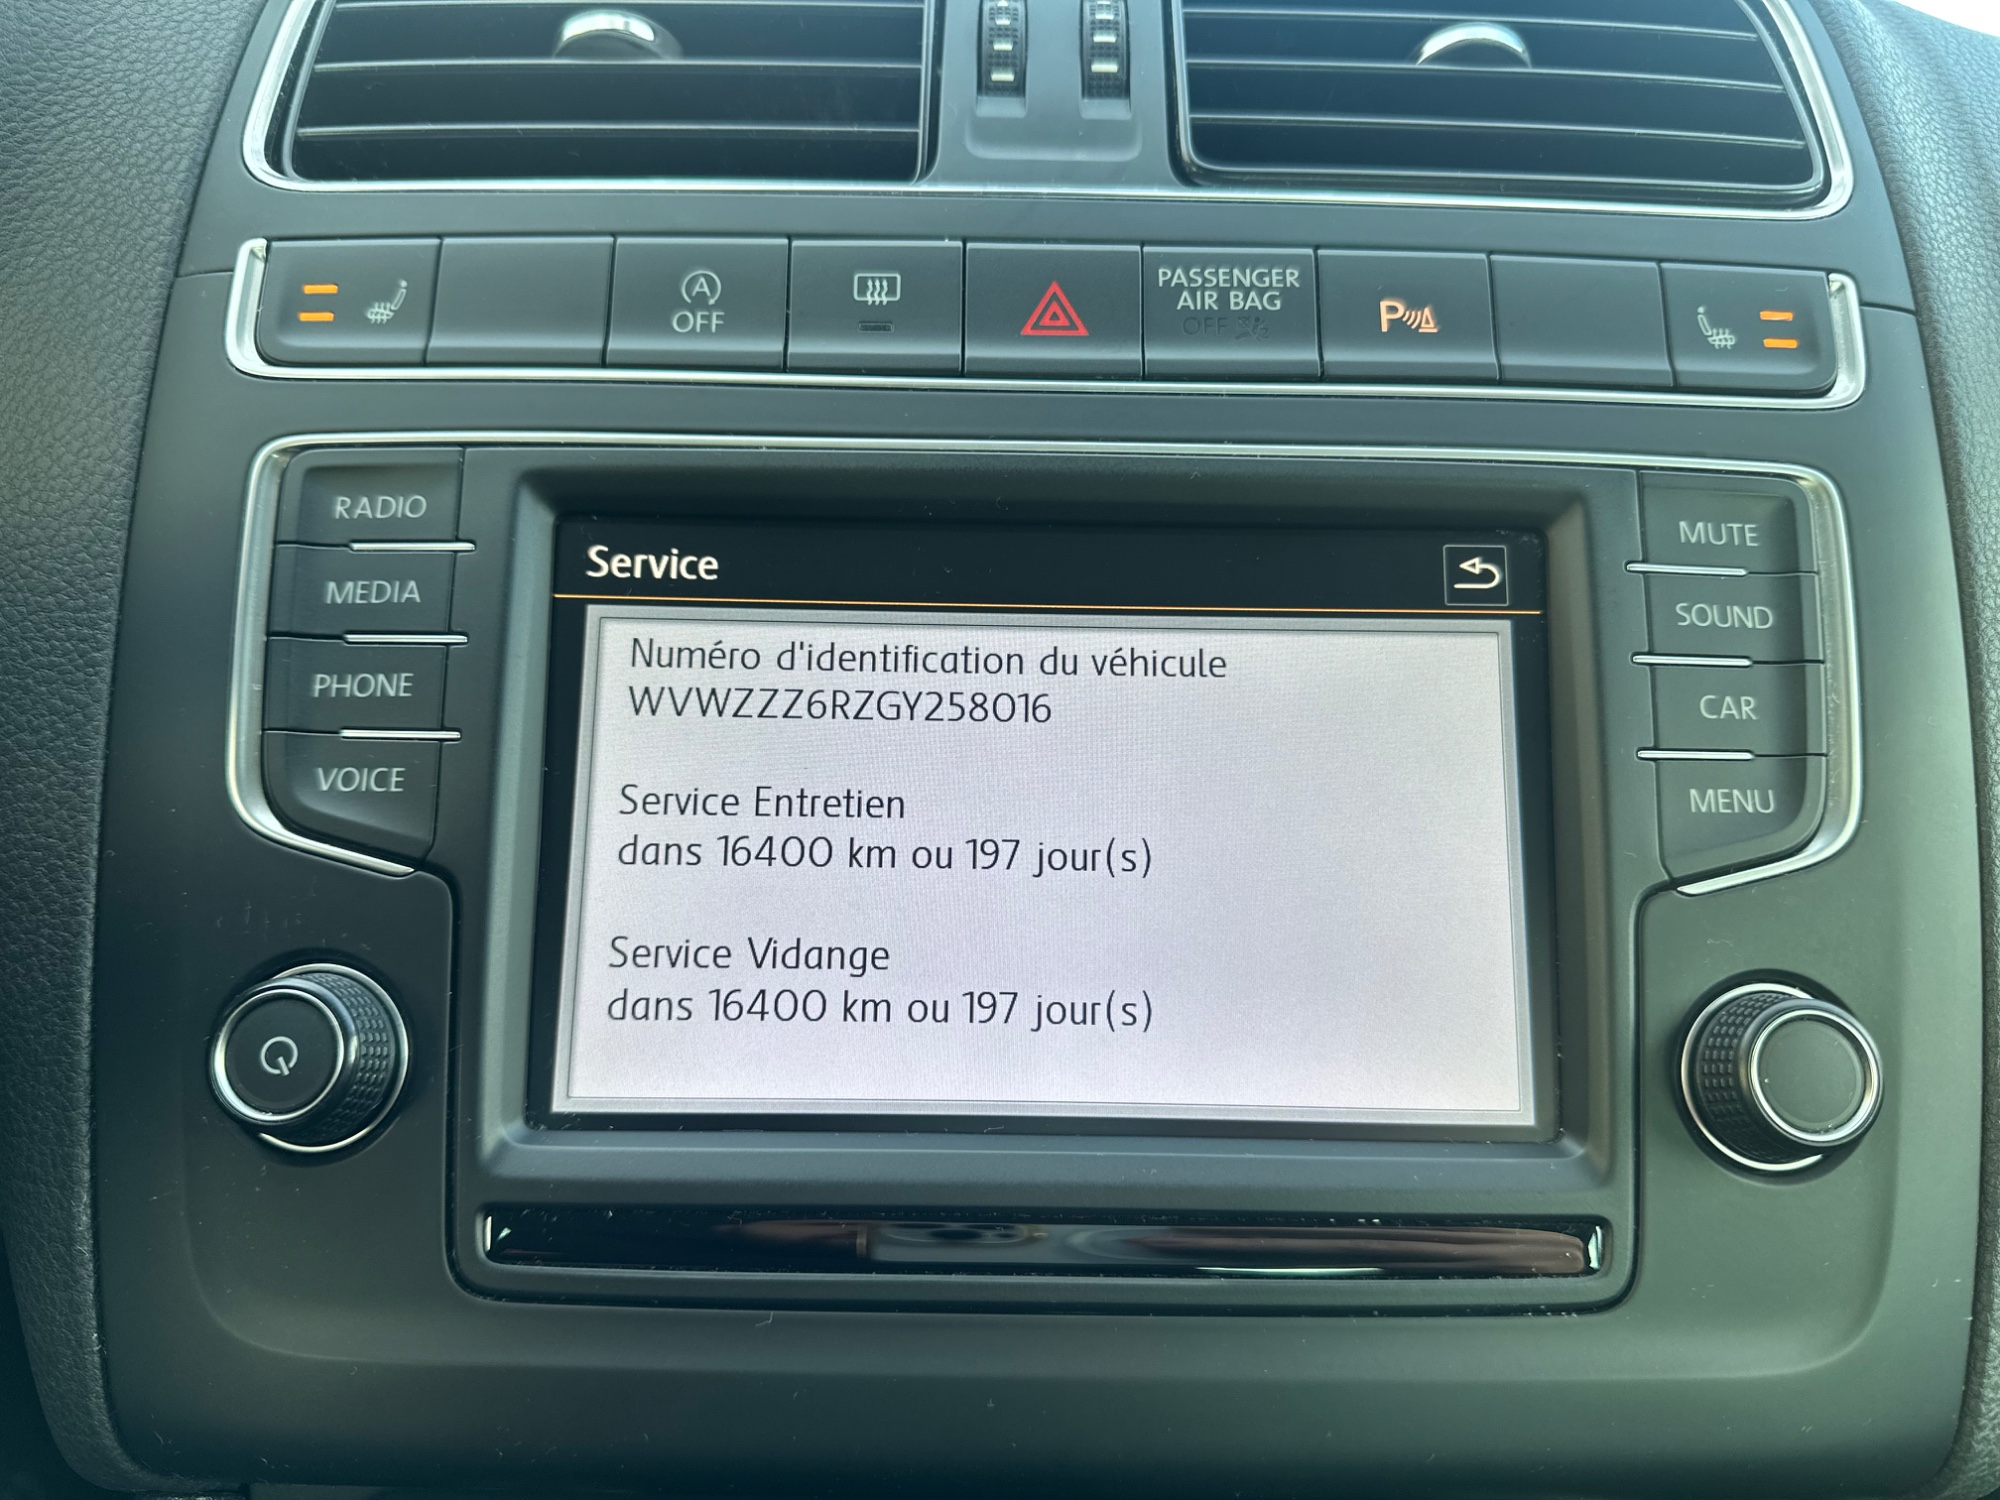 A
OFF
PASSENGER
AIR BAG
OFF
P
RADIO
MEDIA
PHONE
VOICE
Service
Numéro d'identification du véhicule
WVWZZZ6RZGY258016
Service Entretien
dans 16400 km ou 197 jour(s)
Service Vidange
dans 16400 km ou 197 jour(s)
MUTE
SOUND
CAR
MENU